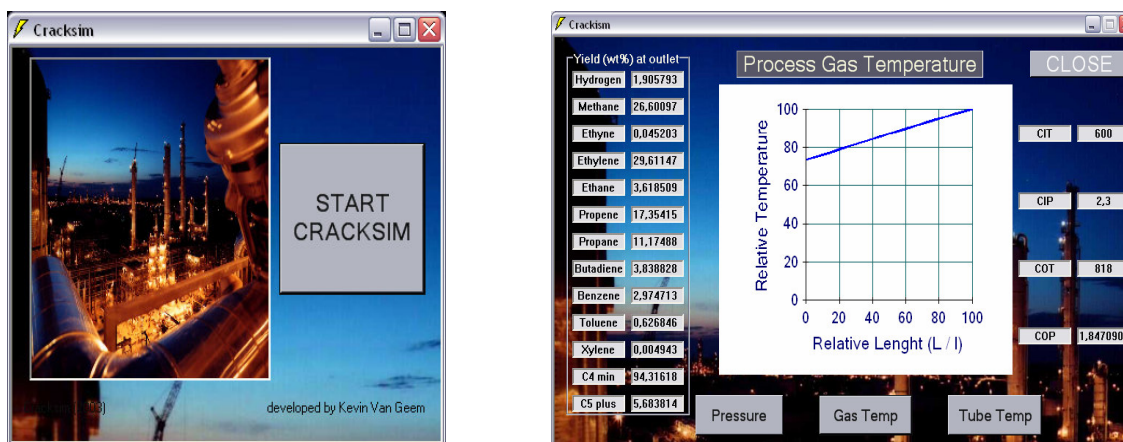 Cracksim
START
CRACKSIM
developed by Kevin Van Geem
Crackism
Yield (wt%) at outlet
Hydrogen 1,905793
Methane 26,60097
Ethyne 0,045203
Ethylene 29,61147
Ethane 3,618509
Propene 17,35415
Propane 11,17488
Butadiene 3,838828
Benzene 2,974713
Toluene 0,626846
Xylene 0,004943
C4 min 94,31618
C5 plus 5,683814
Process Gas Temperature
CLOSE
Relative Temperature
100
80
60
40
20
0
0 20 40 60 80 100
Relative Lenght (L / l)
CIT 600
CIP 2,3
COT 818
COP 1,847090
Pressure
Gas Temp
Tube Temp